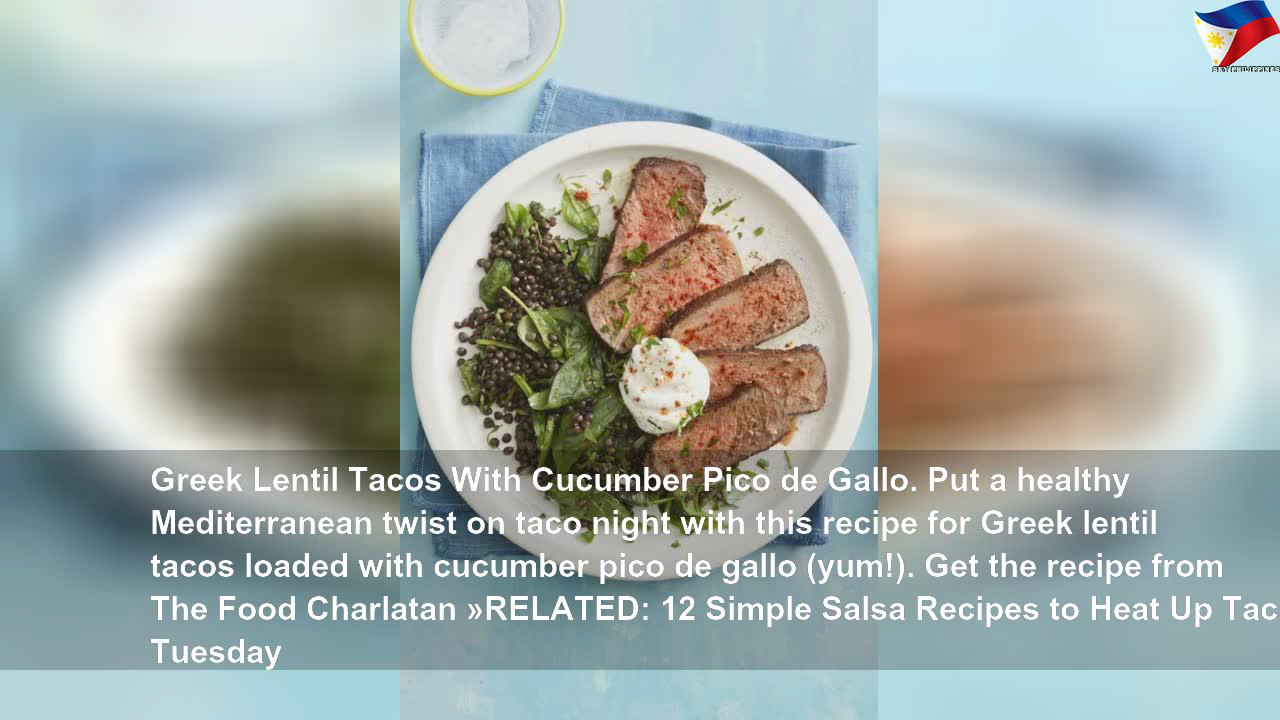 SKYPHILIPPINES
Greek Lentil Tacos With Cucumber Pico de Gallo. Put a healthy
Mediterranean twist on taco night with this recipe for Greek lentil
tacos loaded with cucumber pico de gallo (yum!). Get the recipe from
The Food Charlatan »RELATED: 12 Simple Salsa Recipes to Heat Up Tac
Tuesday